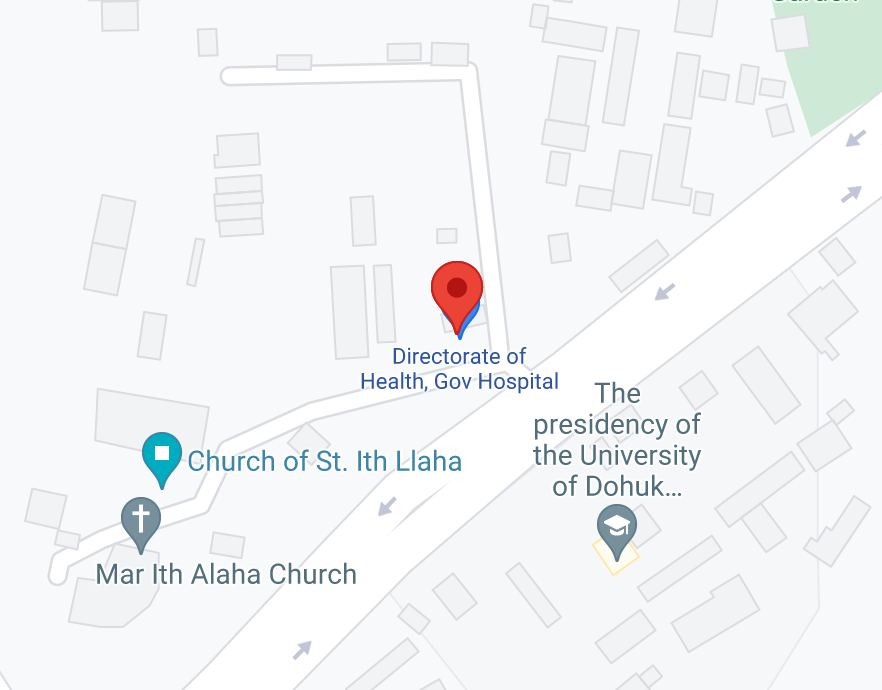 Garden
Directorate of
Health, Gov Hospital
The
presidency of
the University
of Dohuk...
Church of St. Ith Llaha
Mar Ith Alaha Church